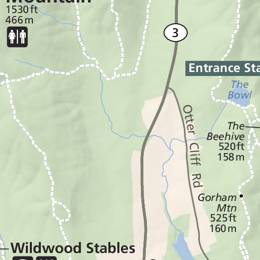 Mountain
1530 ft
466 m
3
Entrance Sta
The
Bowl
The
Beehive
520 ft
158 m
Otter Cliff Rd
Gorham
Mtn
525 ft
160 m
Wildwood Stables